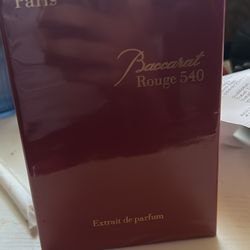 Paris
Baccarat
Rouge 540
Extrait de parfum